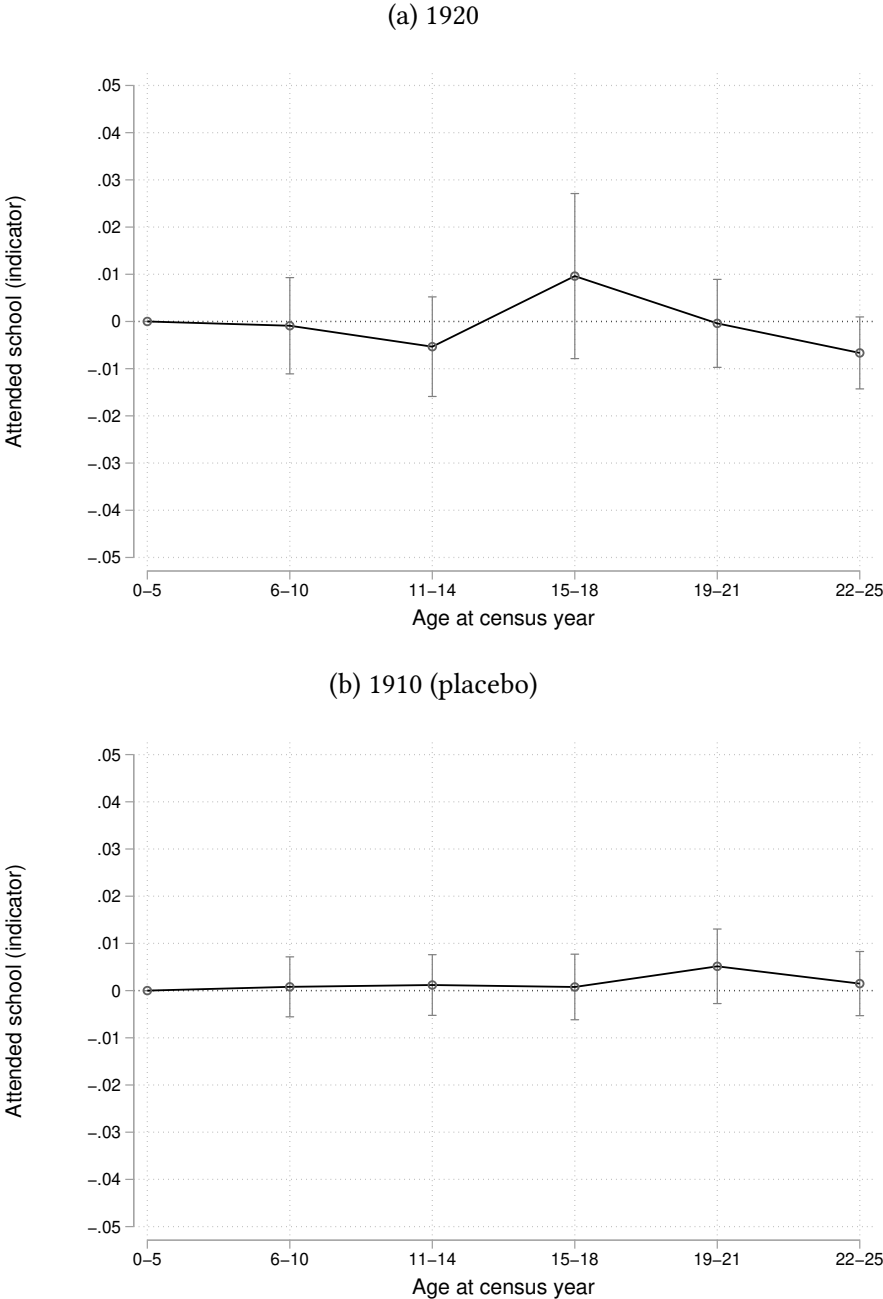 (a) 1920
Attended school (indicator)
.05
.04
.03
.02
.01
0
−.01
−.02
−.03
−.04
−.05
0−5 6−10 11−14 15−18 19−21 22−25
Age at census year
(b) 1910 (placebo)
Attended school (indicator)
.05
.04
.03
.02
.01
0
−.01
−.02
−.03
−.04
−.05
0−5 6−10 11−14 15−18 19−21 22−25
Age at census year